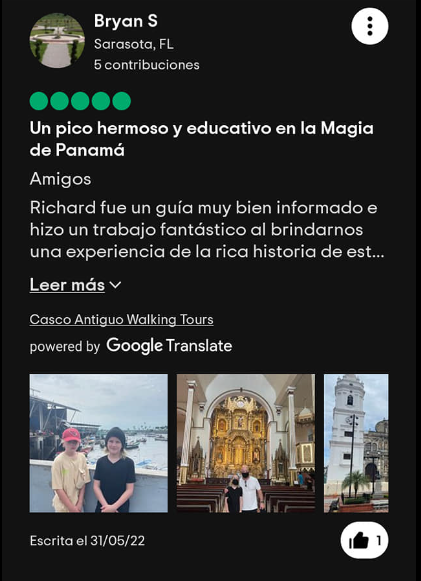 Bryan S
Sarasota, FL
5 contribuciones
Un pico hermoso y educativo en la Magia
de Panamá
Amigos
Richard fue un guía muy bien informado e
hizo un trabajo fantástico al brindarnos
una experiencia de la rica historia de est...
Leer más
Casco Antiguo Walking Tours
powered by Google Translate
Escrita el 31/05/22
1